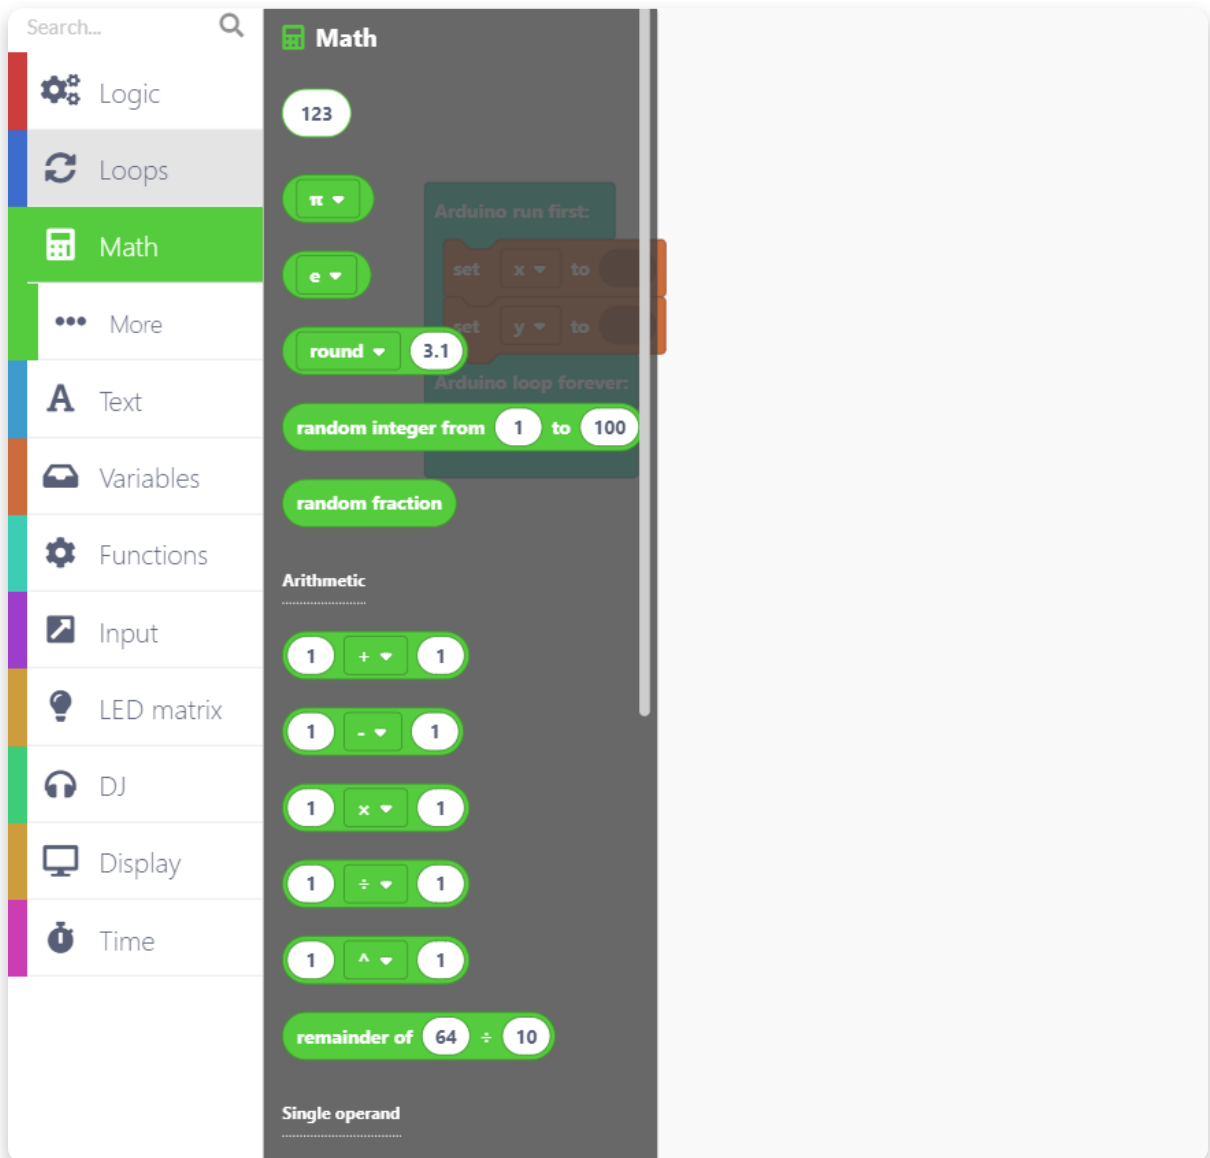 Search...
Logic
Loops
Math
More
Text
Variables
Functions
Input
LED matrix
DJ
Display
Time
Math
123
π
e
round 3.1
random integer from 1 to 100
random fraction
Arithmetic
1 + 1
1 - 1
1 x 1
1 ÷ 1
1 ^ 1
remainder of 64 ÷ 10
Single operand
Arduino run first:
set x to
set y to
Arduino loop forever: